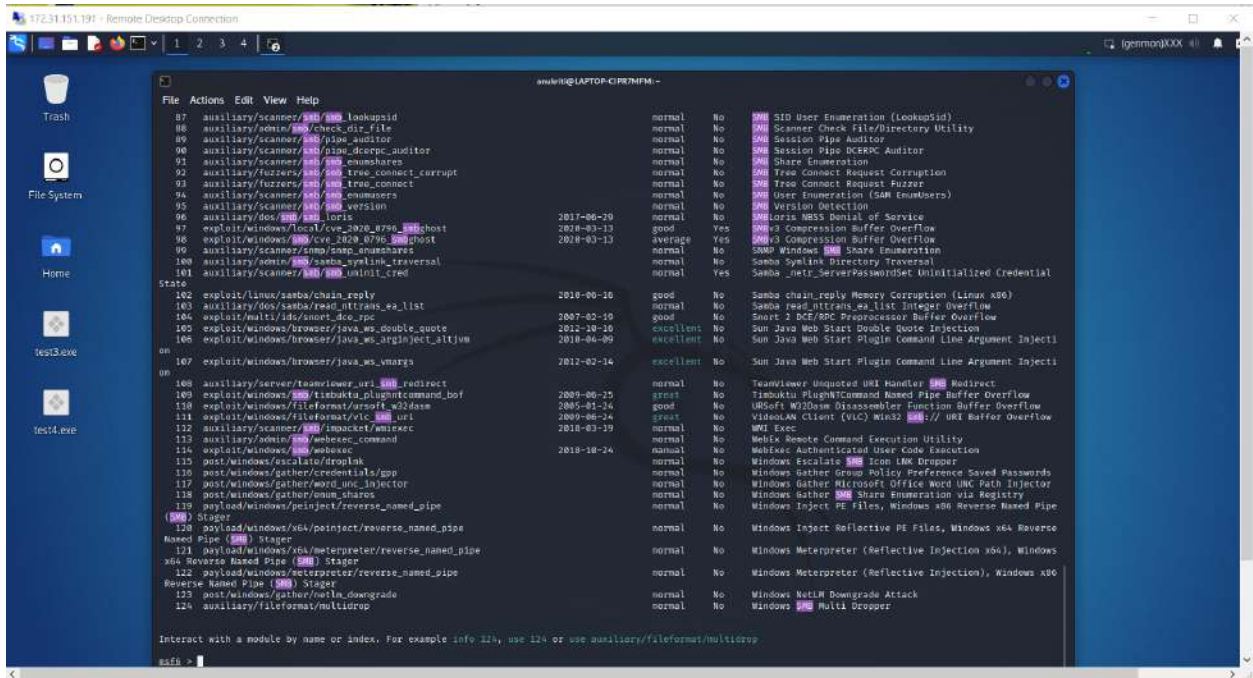 172.31.151.191 - Remote Desktop Connection
1 2 3 4
(genmon)XXX
Trash
File System
Home
test3.exe
test4.exe
anukriti@LAPTOP-CJPR7MFM: ~
File Actions Edit View Help
87 auxiliary/scanner/smb/smb_lookupsid normal No SMB SID User Enumeration (LookupSid)
88 auxiliary/admin/smb/check_dir_file normal No SMB Scanner Check File/Directory Utility
89 auxiliary/scanner/smb/pipe_auditor normal No SMB Session Pipe Auditor
90 auxiliary/scanner/smb/pipe_dcerpc_auditor normal No SMB Session Pipe DCERPC Auditor
91 auxiliary/scanner/smb/smb_enumshares normal No SMB Share Enumeration
92 auxiliary/fuzzers/smb/smb_tree_connect_corrupt normal No SMB Tree Connect Request Corruption
93 auxiliary/fuzzers/smb/smb_tree_connect normal No SMB Tree Connect Request Fuzzer
94 auxiliary/scanner/smb/smb_enumusers normal No SMB User Enumeration (SAM EnumUsers)
95 auxiliary/scanner/smb/smb_version normal No SMB Version Detection
96 auxiliary/dos/smb/smb_loris 2017-06-29 normal No SMBLoris NBSS Denial of Service
97 exploit/windows/local/cve_2020_0796_smbghost 2020-03-13 good Yes SMBv3 Compression Buffer Overflow
98 exploit/windows/smb/cve_2020_0796_smbghost 2020-03-13 average Yes SMBv3 Compression Buffer Overflow
99 auxiliary/scanner/snmp/snmp_enumshares normal No SNMP Windows SMB Share Enumeration
100 auxiliary/admin/smb/samba_symlink_traversal normal No Samba Symlink Directory Traversal
101 auxiliary/scanner/smb/smb_uninit_cred normal Yes Samba _netr_ServerPasswordSet Uninitialized Credential
State
102 exploit/linux/samba/chain_reply 2010-06-16 good No Samba chain_reply Memory Corruption (Linux x86)
103 auxiliary/dos/samba/read_nttrans_ea_list normal No Samba read_nttrans_ea_list Integer Overflow
104 exploit/multi/ids/snort_dce_rpc 2007-02-19 good No Snort 2 DCE/RPC Preprocessor Buffer Overflow
105 exploit/windows/browser/java_ws_double_quote 2012-10-16 excellent No Sun Java Web Start Double Quote Injection
106 exploit/windows/browser/java_ws_arginject_altjvm 2010-04-09 excellent No Sun Java Web Start Plugin Command Line Argument Injecti
on
107 exploit/windows/browser/java_ws_vmargs 2012-02-14 excellent No Sun Java Web Start Plugin Command Line Argument Injecti
on
108 auxiliary/server/teamviewer_uri_smb_redirect normal No TeamViewer Unquoted URI Handler SMB Redirect
109 exploit/windows/smb/timbuktu_plughntcommand_bof 2009-06-25 great No Timbuktu PlughNTCommand Named Pipe Buffer Overflow
110 exploit/windows/fileformat/ursoft_w32dasm 2005-01-24 good No URSoft W32Dasm Disassembler Function Buffer Overflow
111 exploit/windows/fileformat/vlc_smb_uri 2009-06-24 great No VideoLAN Client (VLC) Win32 smb:// URI Buffer Overflow
112 auxiliary/scanner/smb/impacket/wmiexec 2018-03-19 normal No WMI Exec
113 auxiliary/admin/smb/webexec_command normal No WebEx Remote Command Execution Utility
114 exploit/windows/smb/webexec 2018-10-24 manual No WebExec Authenticated User Code Execution
115 post/windows/escalate/droplnk normal No Windows Escalate SMB Icon LNK Dropper
116 post/windows/gather/credentials/gpp normal No Windows Gather Group Policy Preference Saved Passwords
117 post/windows/gather/word_unc_injector normal No Windows Gather Microsoft Office Word UNC Path Injector
118 post/windows/gather/enum_shares normal No Windows Gather SMB Share Enumeration via Registry
119 payload/windows/peinject/reverse_named_pipe normal No Windows Inject PE Files, Windows x86 Reverse Named Pipe
(SMB) Stager
120 payload/windows/x64/peinject/reverse_named_pipe normal No Windows Inject Reflective PE Files, Windows x64 Reverse
Named Pipe (SMB) Stager
121 payload/windows/x64/meterpreter/reverse_named_pipe normal No Windows Meterpreter (Reflective Injection x64), Windows
x64 Reverse Named Pipe (SMB) Stager
122 payload/windows/meterpreter/reverse_named_pipe normal No Windows Meterpreter (Reflective Injection), Windows x86
Reverse Named Pipe (SMB) Stager
123 post/windows/gather/netlm_downgrade normal No Windows NetLM Downgrade Attack
124 auxiliary/fileformat/multidrop normal No Windows SMB Multi Dropper
Interact with a module by name or index. For example info 124, use 124 or use auxiliary/fileformat/multidrop
msf6 >